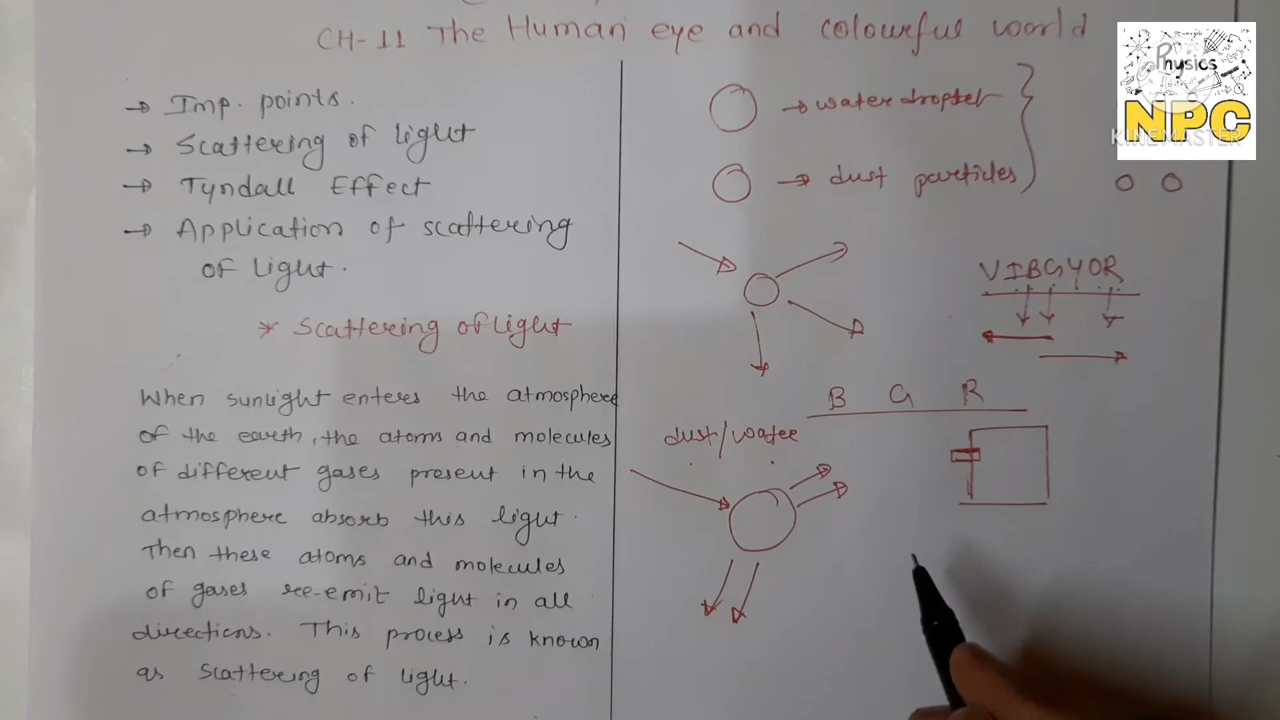 CH-11 The Human eye and colourful world
→ Imp. points.
→ Scattering of light
→ Tyndall Effect
→ Application of scattering
of light.
* Scattering of light
When sunlight enters the atmosphere
of the earth, the atoms and molecules
of different gases present in the
atmosphere absorb this light.
Then these atoms and molecules
of gases re-emit light in all
directions. This process is known
as scattering of light.
→ water droplet
→ dust particles
VIBGYOR
B G R
dust/water
Physics
NPC
KINEMASTER